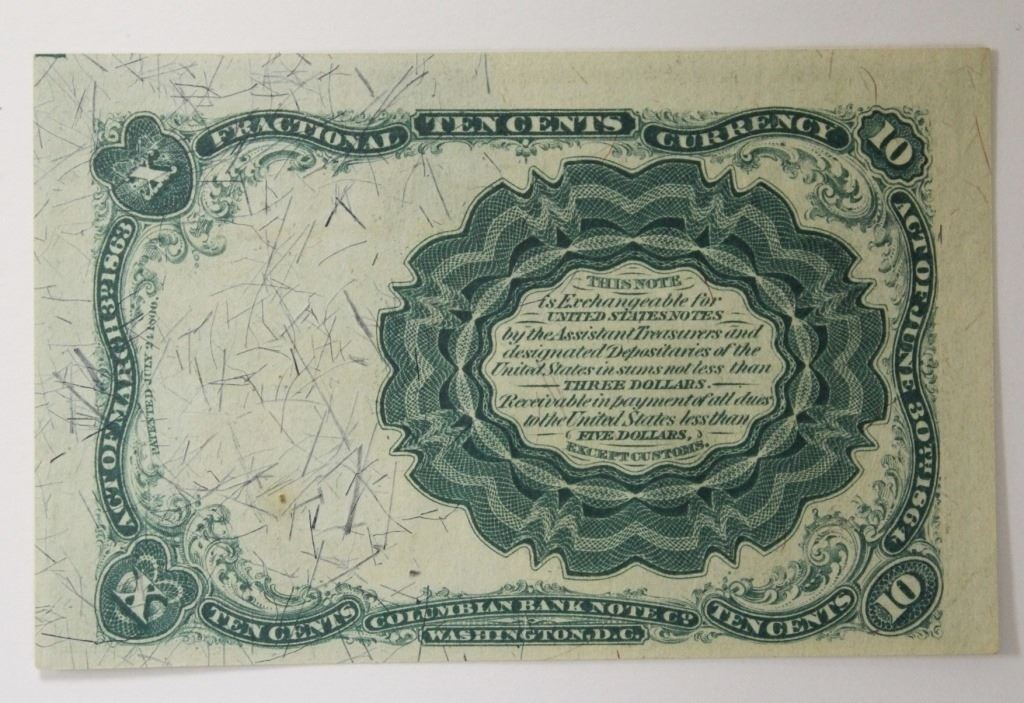 FRACTIONAL TEN CENTS CURRENCY
X
10
ACT OF MARCH 3D 1863
PATENTED JULY 24 1866.
THIS NOTE
is Exchangeable for
UNITED STATES NOTES
by the Assistant Treasurers and
designated Depositaries of the
United States in sums not less than
THREE DOLLARS.
Receivable in payment of all dues
to the United States less than
FIVE DOLLARS,
EXCEPT CUSTOMS.
ACT OF JUNE 30TH 1864.
X
TEN CENTS COLUMBIAN BANK NOTE CO. TEN CENTS
WASHINGTON, D.C.
10